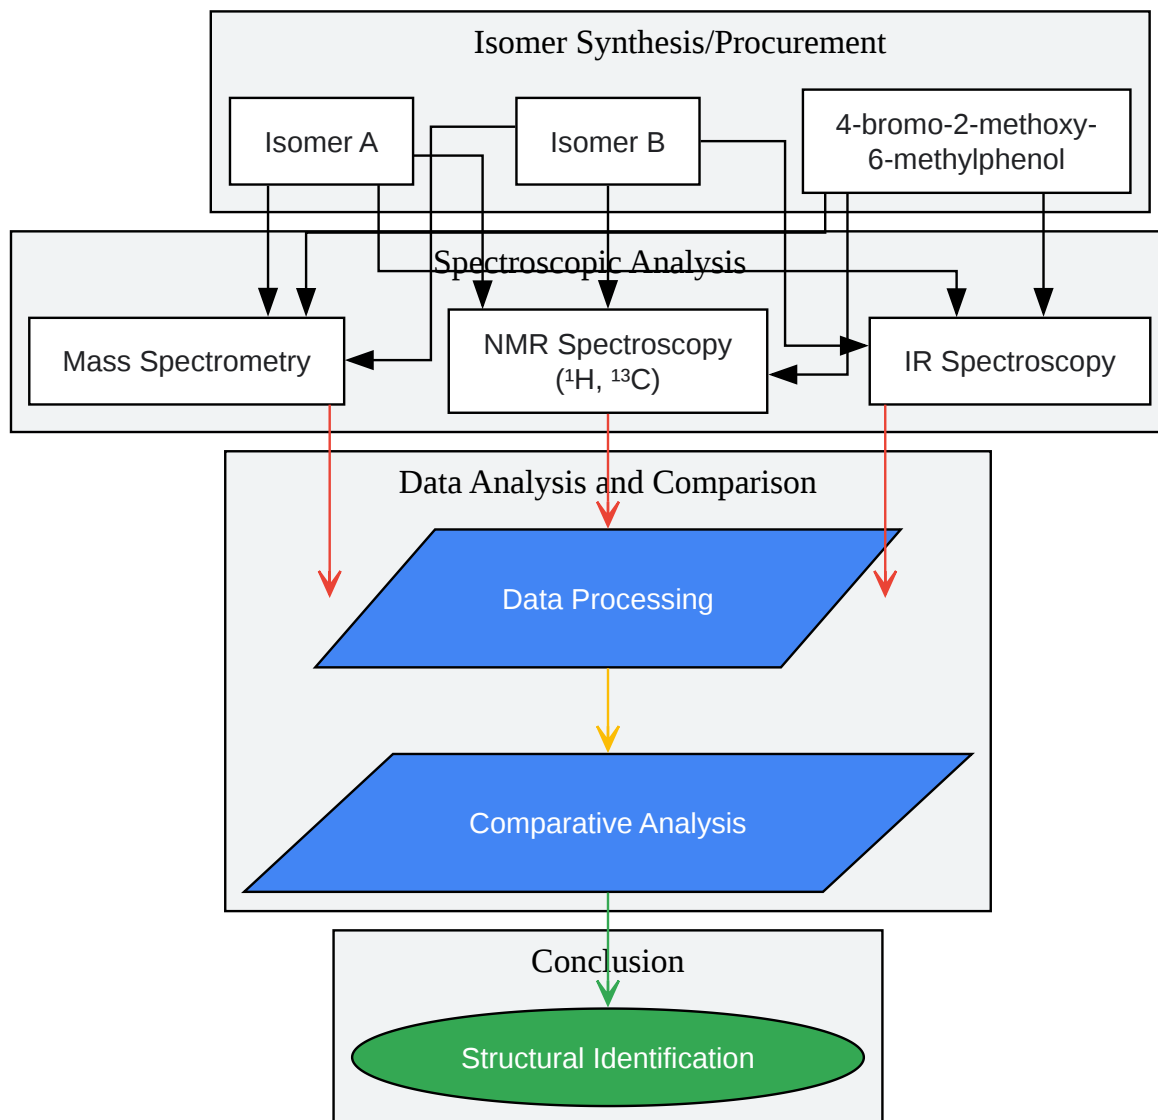 Isomer Synthesis/Procurement
Isomer A
Isomer B
4-bromo-2-methoxy-
6-methylphenol
Spectroscopic Analysis
Mass Spectrometry
NMR Spectroscopy
(¹H, ¹³C)
IR Spectroscopy
Data Analysis and Comparison
Data Processing
Comparative Analysis
Conclusion
Structural Identification